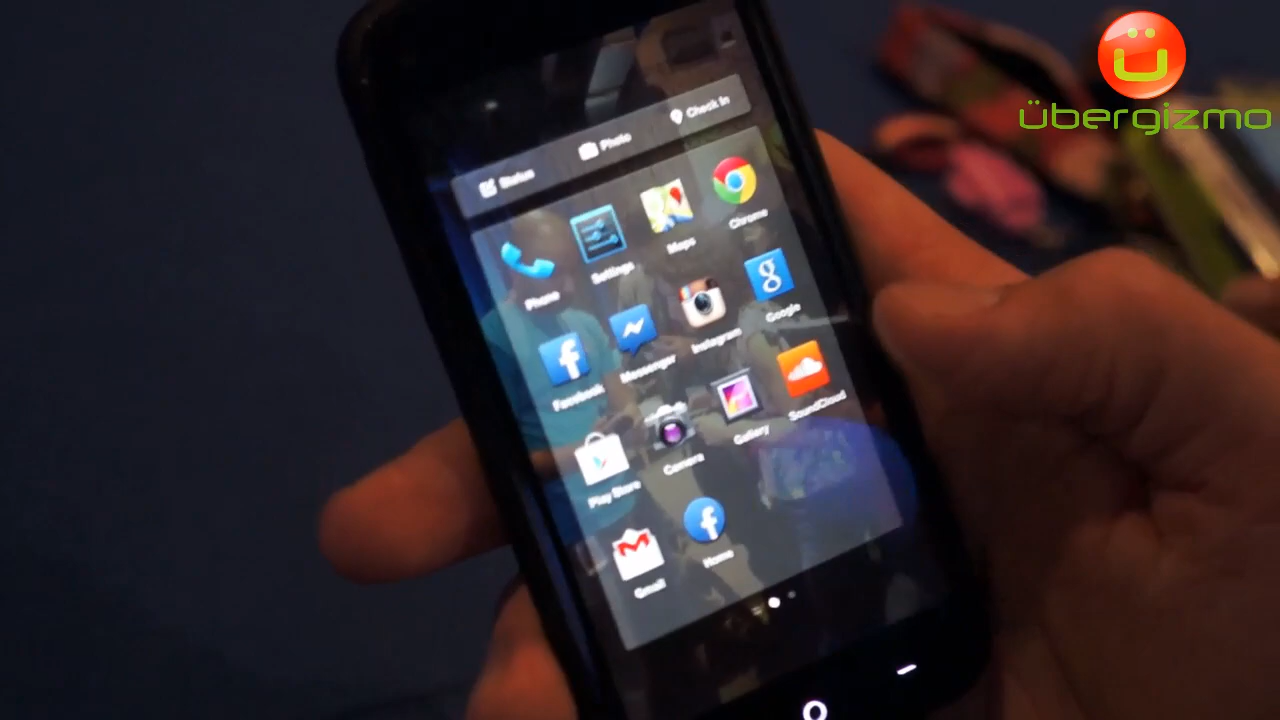 übergizmo
Status Photo Check In
Phone Settings Maps Chrome
Facebook Messenger Instagram Google
Play Store Camera Gallery SoundCloud
Gmail Home